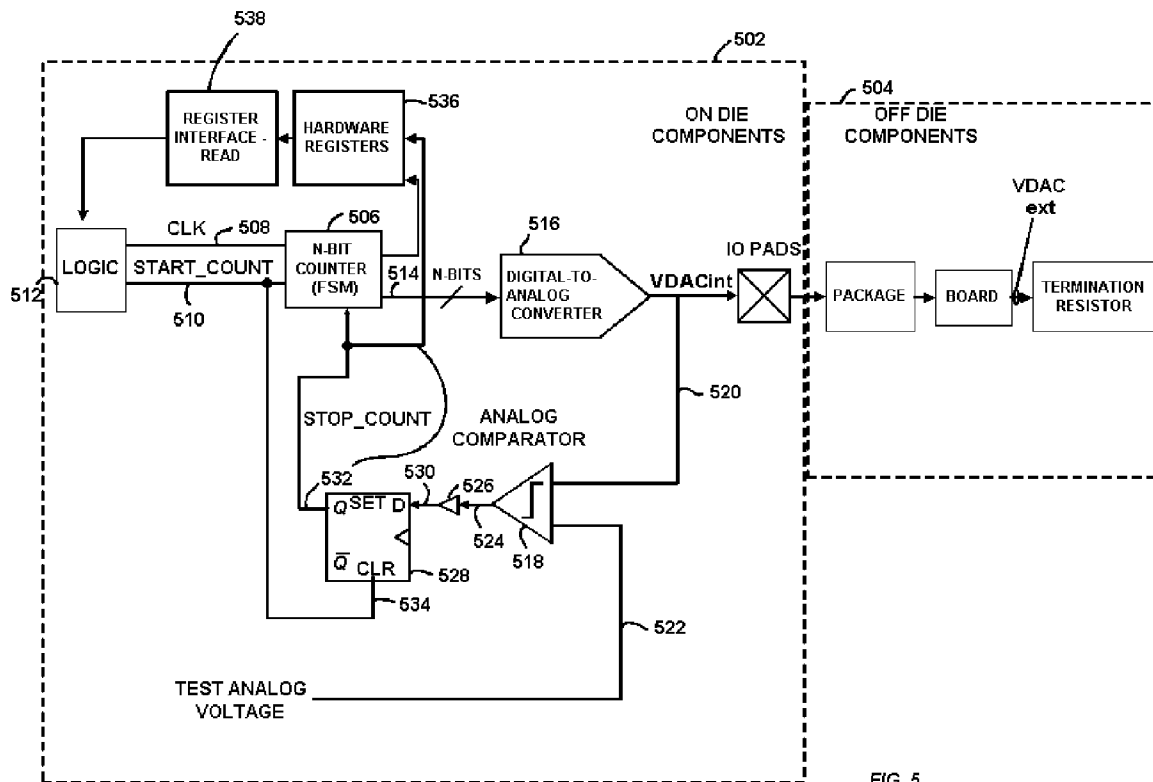 538
502
504
536
REGISTER
INTERFACE -
READ
HARDWARE
REGISTERS
ON DIE
COMPONENTS
OFF DIE
COMPONENTS
VDAC
ext
CLK
508
506
516
IO PADS
512
LOGIC
START_COUNT
510
N-BIT
COUNTER
(FSM)
514
N-BITS
DIGITAL-TO-
ANALOG
CONVERTER
VDACint
PACKAGE
BOARD
TERMINATION
RESISTOR
520
STOP_COUNT
ANALOG
COMPARATOR
532
530
526
Q
SET
D
524
518
Q
CLR
528
534
522
TEST ANALOG
VOLTAGE
FIG. 5